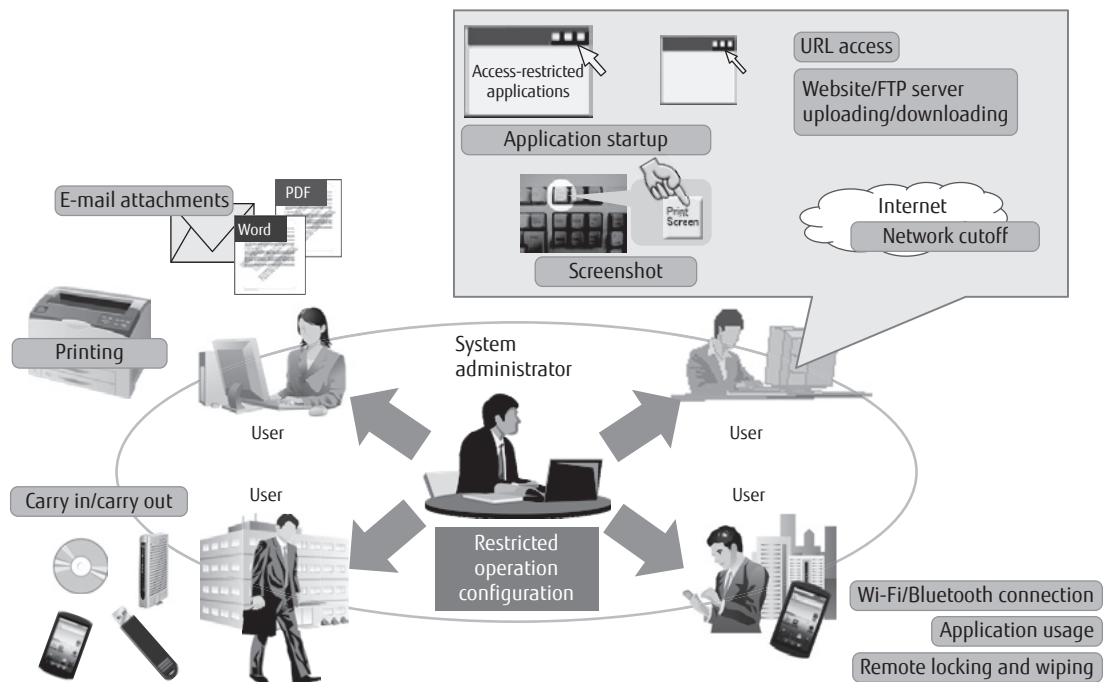 Access-restricted
applications
Application startup
URL access
Website/FTP server
uploading/downloading
Print
Screen
Screenshot
Internet
Network cutoff
E-mail attachments
PDF
Word
Printing
System
administrator
User
User
Carry in/carry out
User
User
Restricted
operation
configuration
Wi-Fi/Bluetooth connection
Application usage
Remote locking and wiping